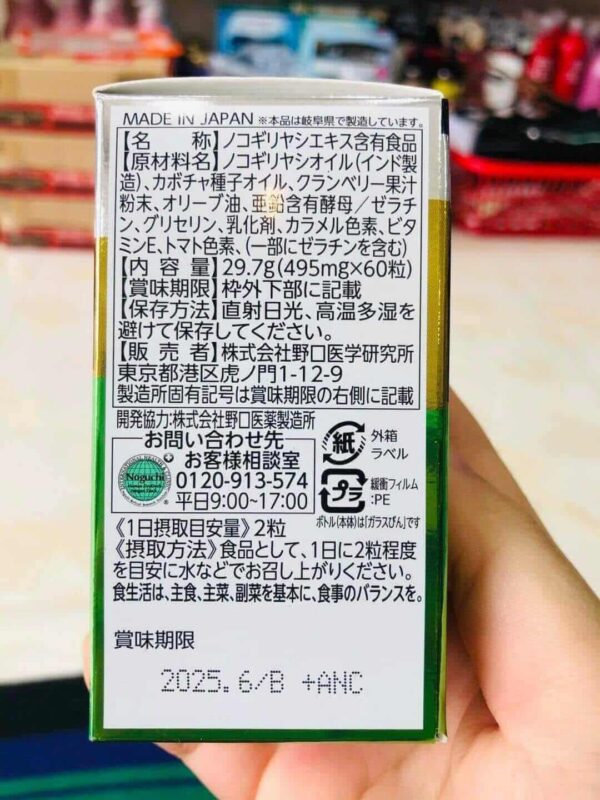 MADE IN JAPAN ※本品は岐阜県で製造しています。
【名　　称】ノコギリヤシエキス含有食品
【原材料名】ノコギリヤシオイル(インド製
造)、カボチャ種子オイル、クランベリー果汁
粉末、オリーブ油、亜鉛含有酵母／ゼラチ
ン、グリセリン、乳化剤、カラメル色素、ビタ
ミンE、トマト色素、(一部にゼラチンを含む)
【内 容 量】29.7g(495mg×60粒)
【賞味期限】枠外下部に記載
【保存方法】直射日光、高温多湿を
避けて保存してください。
【販 売 者】株式会社野口医学研究所
東京都港区虎ノ門1-12-9
製造所固有記号は賞味期限の右側に記載
開発協力:株式会社野口医薬製造所
お問い合わせ先
お客様相談室
0120-913-574
平日9:00~17:00
Noguchi
紙
外箱
ラベル
プラ
緩衝フィルム
:PE
ボトル(本体)は「ガラスびん」です
《1日摂取目安量》2粒
《摂取方法》食品として、1日に2粒程度
を目安に水などでお召し上がりください。
食生活は、主食、主菜、副菜を基本に、食事のバランスを。
賞味期限
2025.6/B +ANC